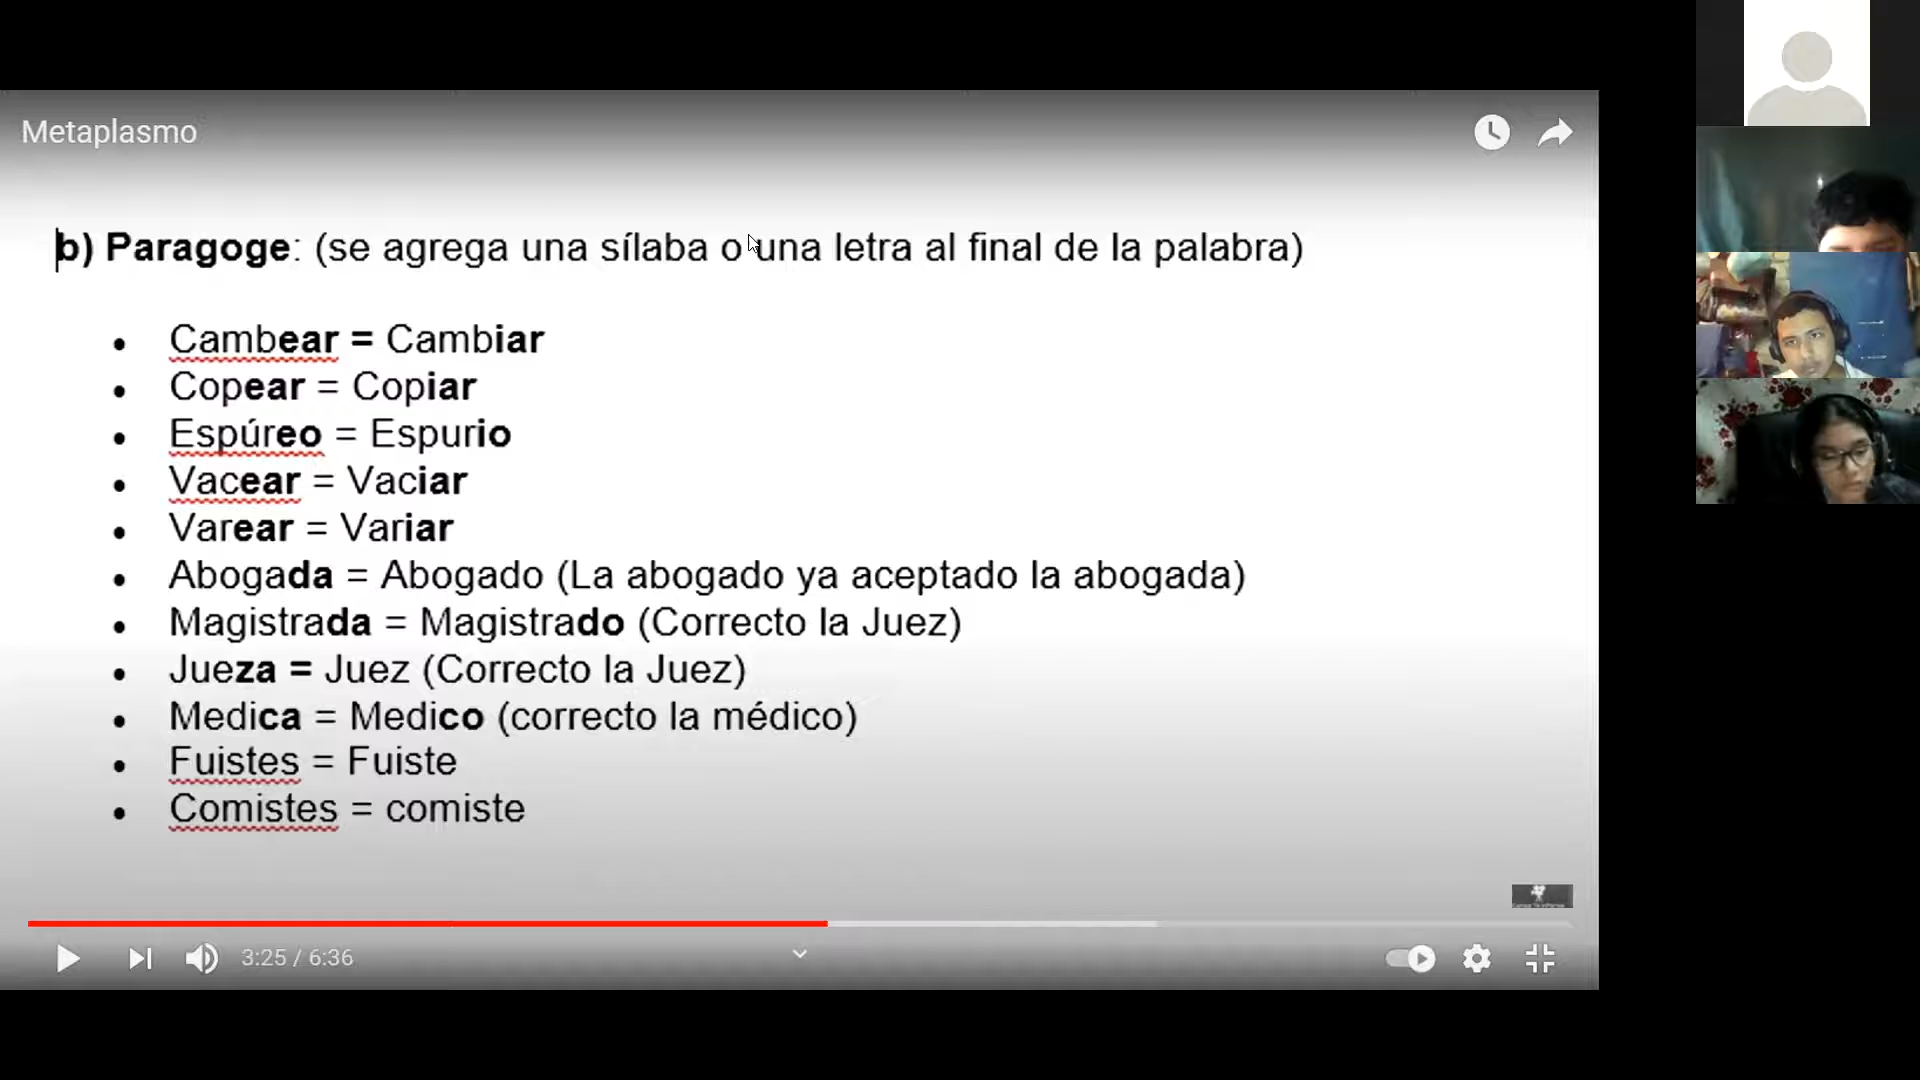 Metaplasmo
b) Paragoge: (se agrega una sílaba o una letra al final de la palabra)
• Cambear = Cambiar
• Copear = Copiar
• Espúreo = Espurio
• Vacear = Vaciar
• Varear = Variar
• Abogada = Abogado (La abogado ya aceptado la abogada)
• Magistrada = Magistrado (Correcto la Juez)
• Jueza = Juez (Correcto la Juez)
• Medica = Medico (correcto la médico)
• Fuistes = Fuiste
• Comistes = comiste
3:25 / 6:36